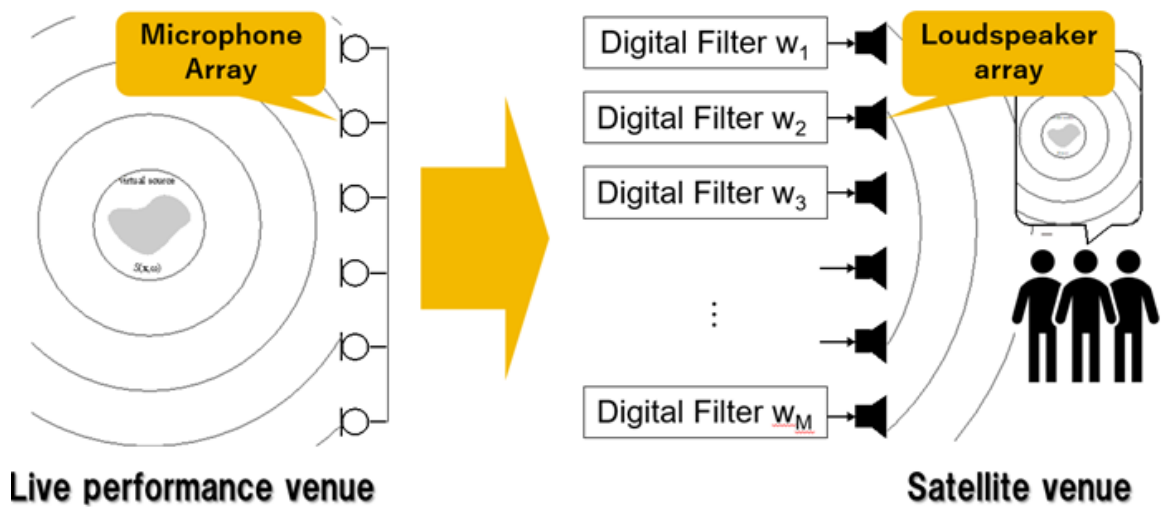 Microphone
Array
virtual source
S(x,ω)
Digital Filter w₁
Digital Filter w₂
Digital Filter w₃
⋮
Digital Filter w_M
Loudspeaker
array
Live performance venue
Satellite venue